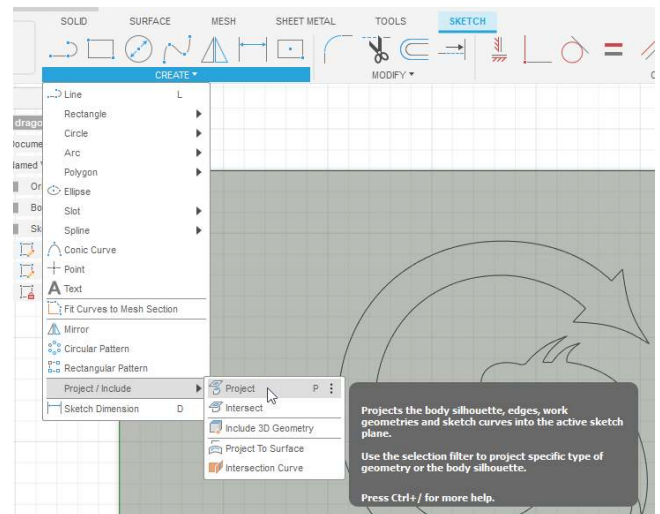 SOLID SURFACE MESH SHEET METAL TOOLS SKETCH
CREATE ▾ MODIFY ▾
Line L
Rectangle
Circle
Arc
Polygon
Ellipse
Slot
Spline
Conic Curve
Point
Text
Fit Curves to Mesh Section
Mirror
Circular Pattern
Rectangular Pattern
Project / Include
Sketch Dimension D
Project P
Intersect
Include 3D Geometry
Project To Surface
Intersection Curve
Projects the body silhouette, edges, work
geometries and sketch curves into the active sketch
plane.
Use the selection filter to project specific type of
geometry or the body silhouette.
Press Ctrl+/ for more help.
drago
Or
Bo
Sk